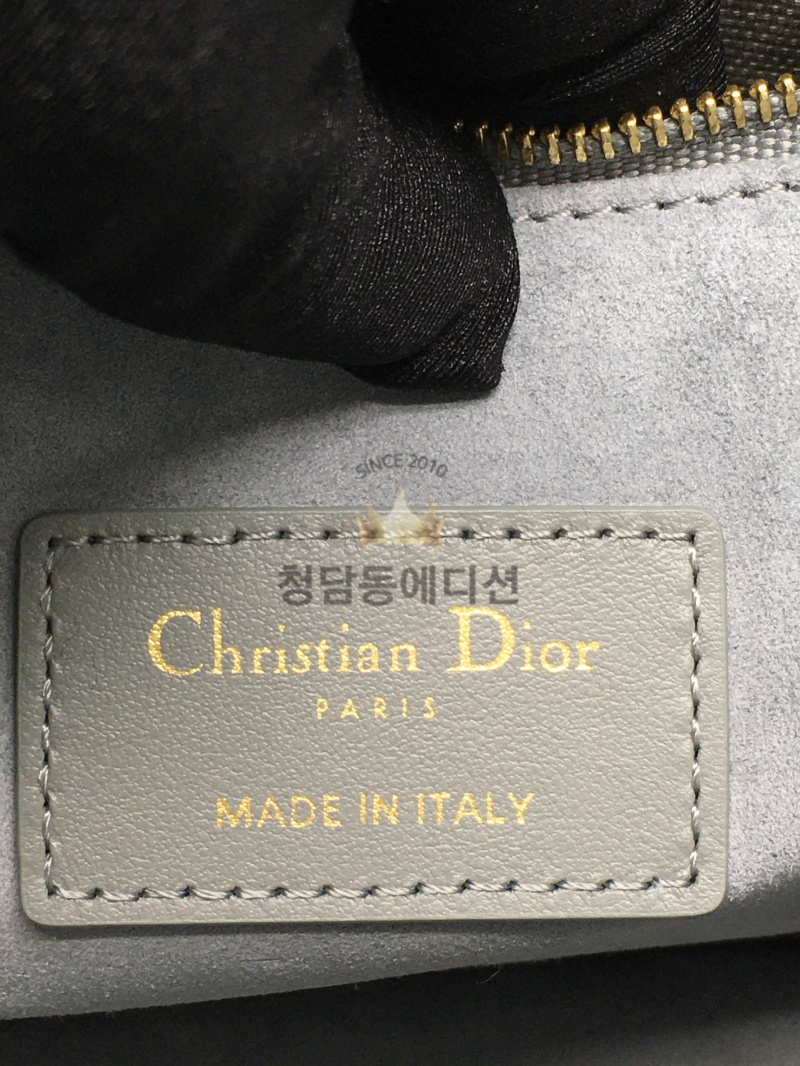 SINCE 2010
청담동에디션
Christian Dior
PARIS
MADE IN ITALY